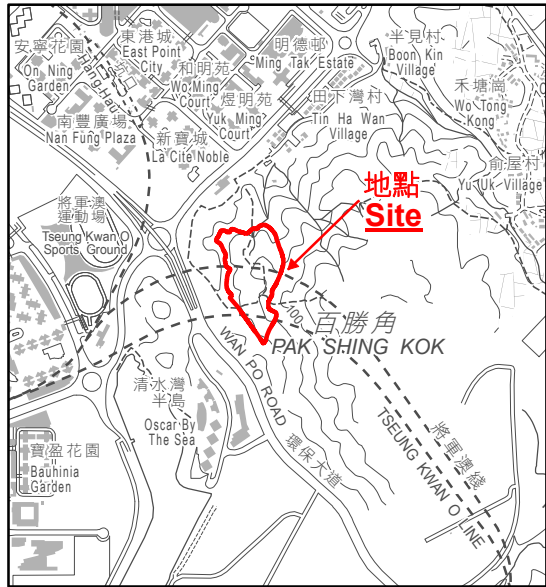 安寧花園
On Ning
Garden
Hang Hau
東港城
East Point
City
和明苑
Wo Ming
Court
煜明苑
Yuk Ming
Court
明德邨
Ming Tak Estate
半見村
Boon Kin
Village
禾塘崗
Wo Tong
Kong
田下灣村
Tin Ha Wan
Village
南豐廣場
Nan Fung Plaza
新寶城
La Cite Noble
俞屋村
Yu Uk Village
地點
Site
將軍澳
運動場
Tseung Kwan O
Sports Ground
100
百勝角
PAK SHING KOK
WAN PO ROAD
環保大道
清水灣
半島
Oscar By
The Sea
將軍澳綫
TSEUNG KWAN O LINE
寶盈花園
Bauhinia
Garden